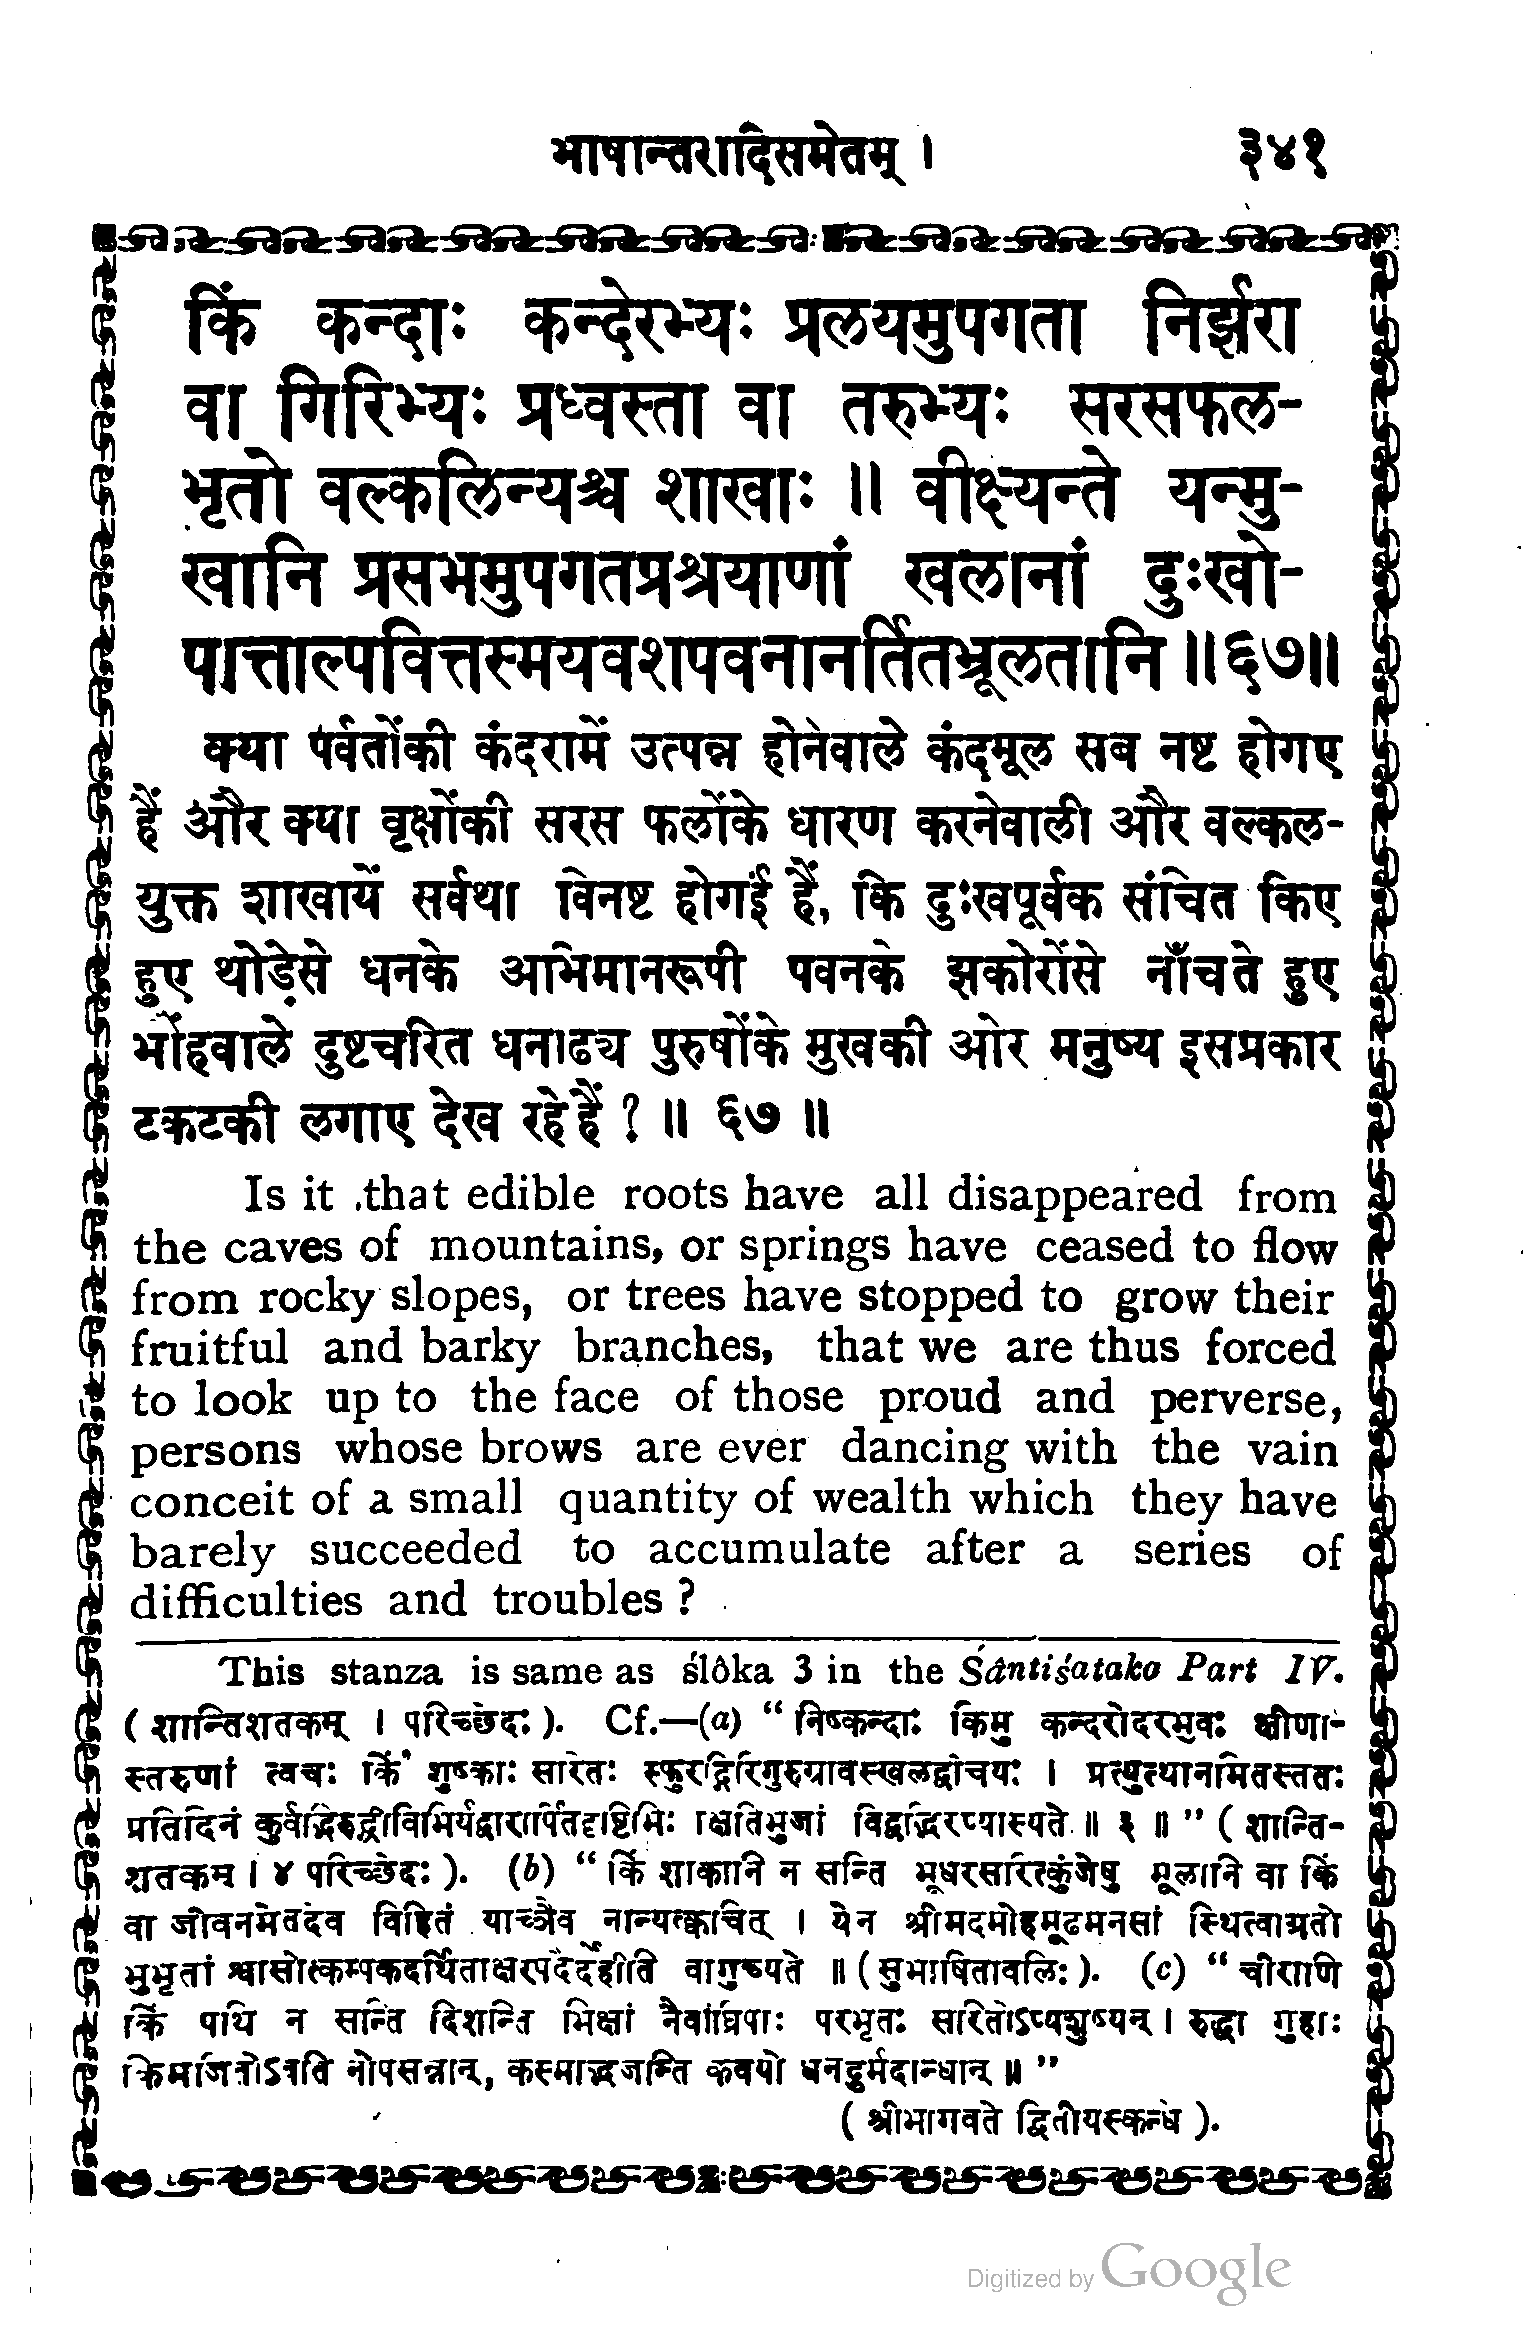 भाषान्तरादिसमेतम् । ३४१
किं कन्दाः कन्देरभ्यः प्रलयमुपगता निर्झरा
वा गिरिभ्यः प्रध्वस्ता वा तरुभ्यः सरसफल-
भृतो वल्कलिन्यश्च शाखाः ॥ वीक्ष्यन्ते यन्मु-
खानि प्रसभमुपगतप्रश्रयाणां खलानां दुःखो-
पात्ताल्पवित्तस्मयवशपवनानर्तितभ्रूलतानि ॥६७॥
क्या पर्वतोंकी कंदरामें उत्पन्न होनेवाले कंदमूल सब नष्ट होगए
हैं और क्या वृक्षोंकी सरस फलोंके धारण करनेवाली और वल्कल-
युक्त शाखायें सर्वथा विनष्ट होगई हैं, कि दुःखपूर्वक संचित किए
हुए थोड़ेसे धनके अभिमानरूपी पवनके झकोरोंसे नाँचते हुए
भोंहवाले दुष्टचरित धनाढ्य पुरुषोंके मुखकी ओर मनुष्य इसप्रकार
टकटकी लगाए देख रहे हैं ? ॥ ६७ ॥
Is it that edible roots have all disappeared from
the caves of mountains, or springs have ceased to flow
from rocky slopes, or trees have stopped to grow their
fruitful and barky branches, that we are thus forced
to look up to the face of those proud and perverse,
persons whose brows are ever dancing with the vain
conceit of a small quantity of wealth which they have
barely succeeded to accumulate after a series of
difficulties and troubles ?
This stanza is same as ślôka 3 in the Śântiśataka Part IV.
( शान्तिशतकम् । परिच्छेदः ). Cf.—(a) “ निष्कन्दाः किमु कन्दरोदरभुवः क्षीणा-
स्तरुणां त्वचः किं शुष्काः सरितः स्फुरद्गिरिगुरुग्रावस्खलद्वीचयः । प्रत्युत्थानमितस्ततः
प्रतिदिनं कुर्वद्भिरुद्ग्रीविभिर्यद्वारार्पितदृष्टिभिः क्षितिभुजां विद्वद्भिरप्यास्यते ॥ ३ ॥ ” ( शान्ति-
शतकम् । ४ परिच्छेदः ). (b) “ किं शाकानि न सन्ति भूधरसरित्कुंजेषु मूलानि वा किं
वा जीवनमेतदेव विहितं याच्ञैव नान्यत्क्वचित् । येन श्रीमदमोहमूढमनसां स्थित्वाग्रतो
भुभृतां श्वासोत्कम्पकदर्थिताक्षरपदैर्देहीति वागुच्यते ॥ ( सुभाषितावलिः ). (c) “ चीराणि
किं पथि न सन्ति दिशन्ति भिक्षां नैवांघ्रिपाः परभृतः सरितोऽप्यशुष्यन् । रुद्धा गुहाः
किमजितोऽवति नोपसन्नान्, कस्माद्भजन्ति कवयो धनदुर्मदान्धान् ॥ ”
( श्रीभागवते द्वितीयस्कन्धे ).
Digitized by Google